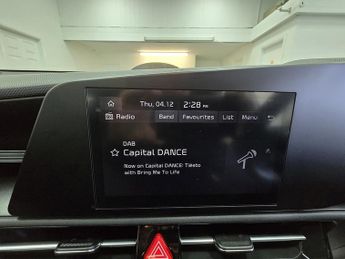 Thu, 04.12 2:28 PM
Radio Band Favourites List Menu
DAB
Capital DANCE
Now on Capital DANCE: Tiësto
with Bring Me To Life